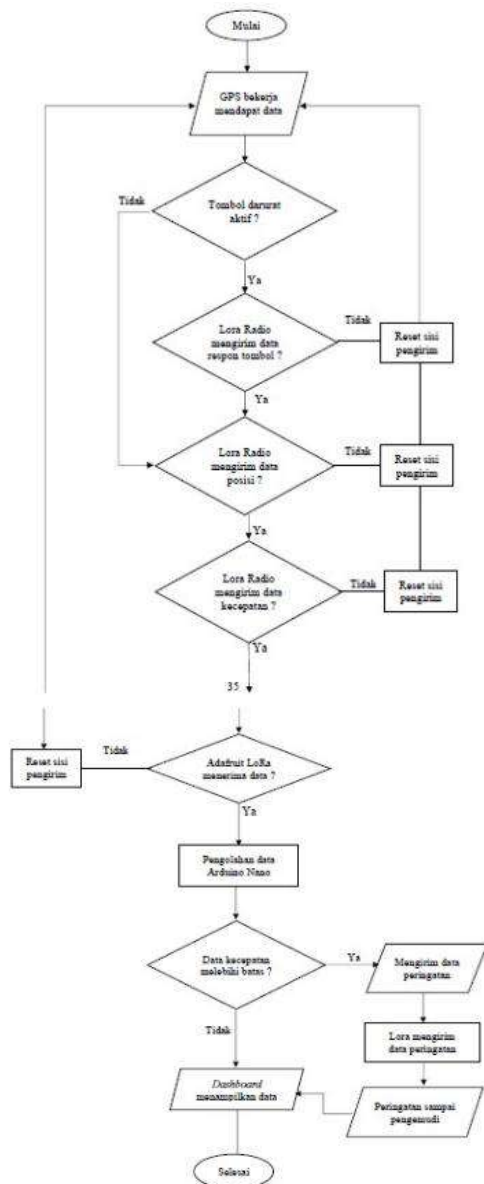 Mulai
GPS bekerja
mendapat data
Tidak
Tombol darurat
aktif ?
Ya
Lora Radio
mengirim data
respon tombol ?
Tidak
Reset sisi
pengirim
Ya
Lora Radio
mengirim data
posisi ?
Tidak
Reset sisi
pengirim
Ya
Lora Radio
mengirim data
kecepatan ?
Tidak
Reset sisi
pengirim
Ya
35
Reset sisi
pengirim
Tidak
Adafruit LoRa
menerima data ?
Ya
Pengolahan data
Arduino Nano
Data kecepatan
melebihi batas ?
Ya
Mengirim data
peringatan
Tidak
Lora mengirim
data peringatan
Dashboard
menampilkan data
Peringatan sampai
pengemudi
Selesai